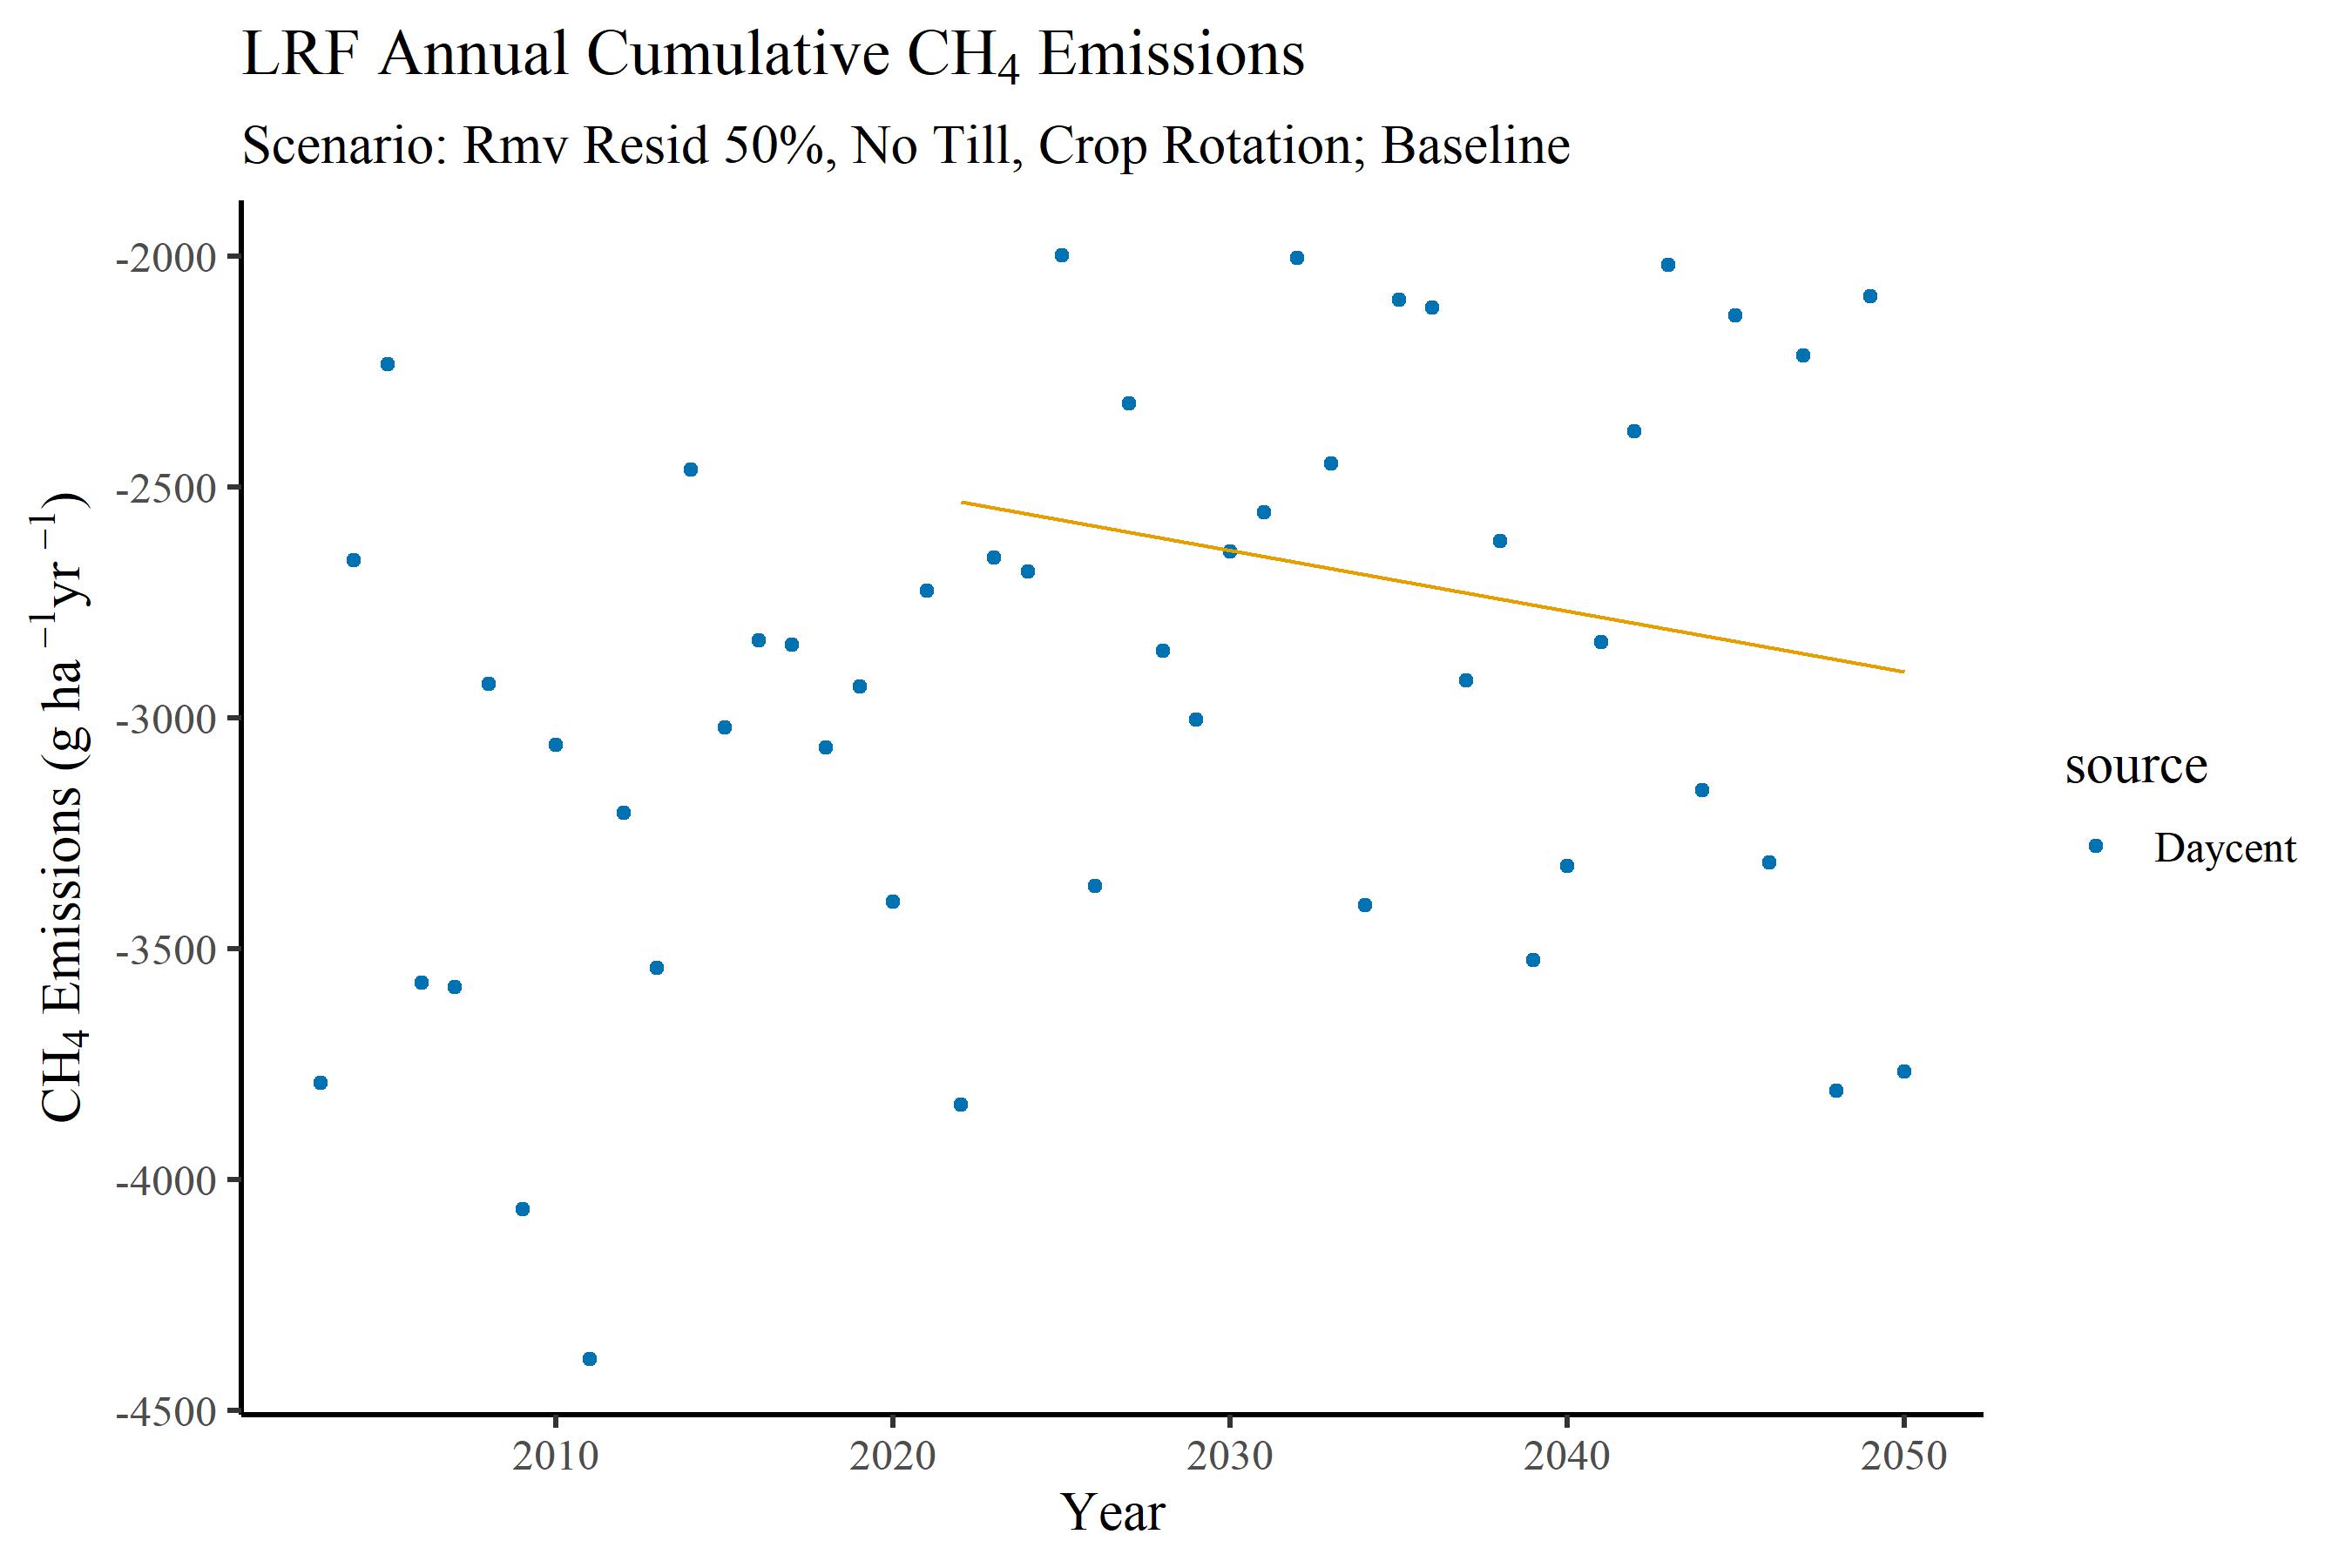 LRF Annual Cumulative CH₄ Emissions
Scenario: Rmv Resid 50%, No Till, Crop Rotation; Baseline
CH₄ Emissions (g ha ⁻¹yr ⁻¹)
-2000
-2500
-3000
-3500
-4000
-4500
2010 2020 2030 2040 2050
Year
source
Daycent